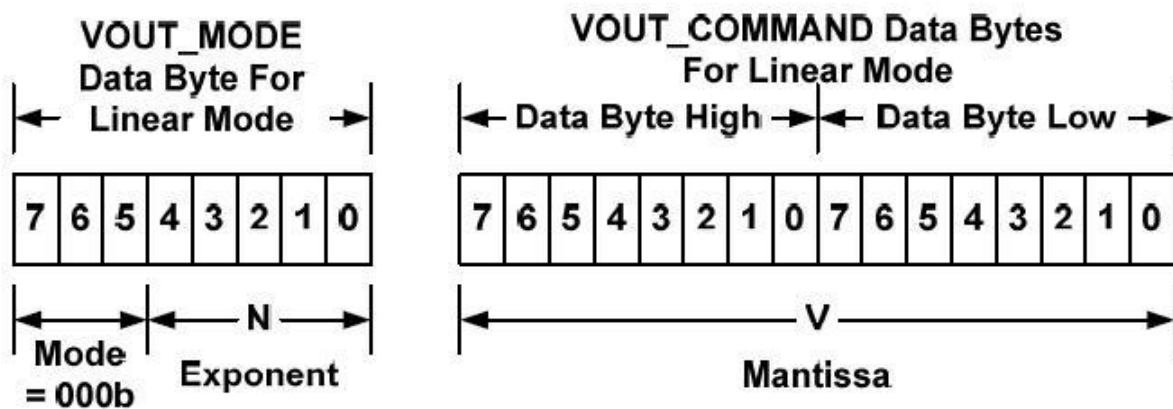 VOUT_MODE
Data Byte For
Linear Mode
7 6 5 4 3 2 1 0
N
Mode
= 000b
Exponent
VOUT_COMMAND Data Bytes
For Linear Mode
Data Byte High
Data Byte Low
7 6 5 4 3 2 1 0 7 6 5 4 3 2 1 0
V
Mantissa